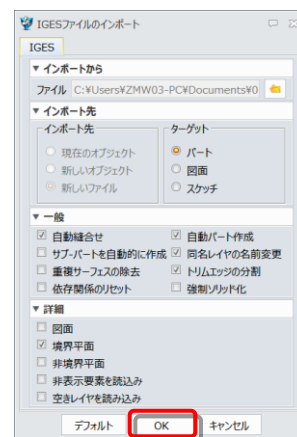 IGESファイルのインポート
IGES
▼ インポートから
ファイル C:¥Users¥ZMW03-PC¥Documents¥0
▼ インポート先
インポート先 ターゲット
現在のオブジェクト パート
新しいオブジェクト 図面
新しいファイル スケッチ
▼ 一般
自動縫合せ 自動パート作成
サブ-パートを自動的に作成 同名レイヤの名前変更
重複サーフェスの除去 トリムエッジの分割
依存関係のリセット 強制ソリッド化
▼ 詳細
図面
境界平面
非境界平面
非表示要素を読込み
空きレイヤを読み込み
デフォルト OK キャンセル